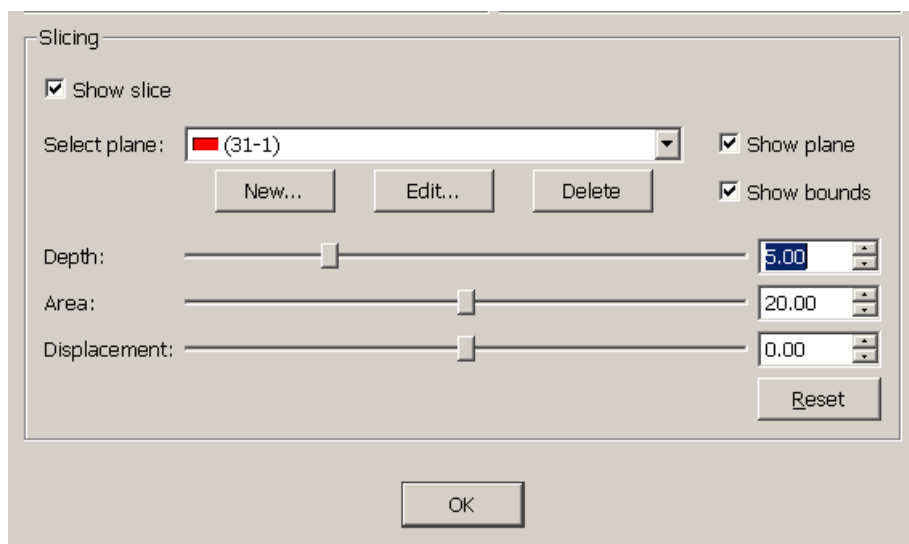 Slicing
Show slice
Select plane: (31-1) Show plane
New... Edit... Delete Show bounds
Depth: 5.00
Area: 20.00
Displacement: 0.00
Reset
OK